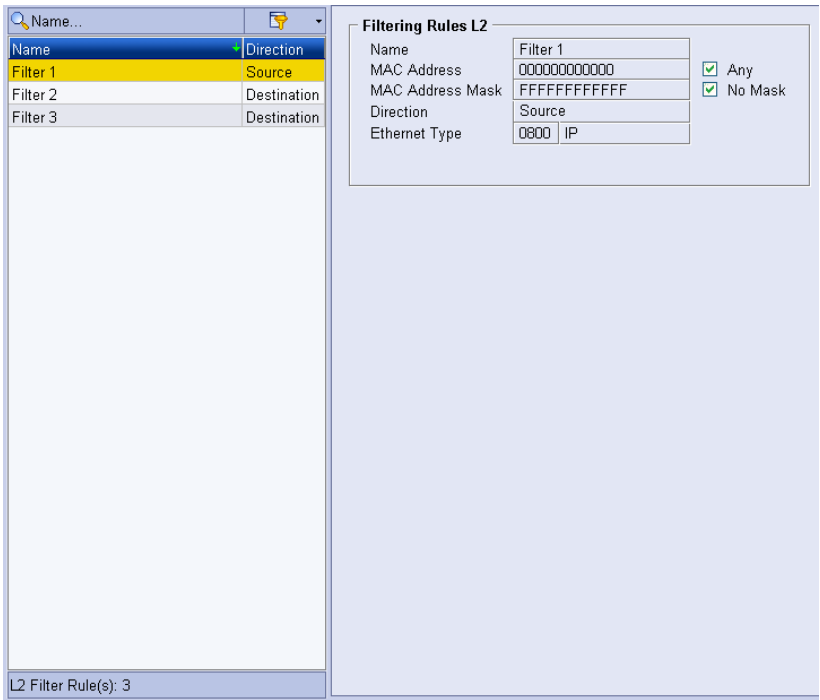 Name...
Name Direction
Filter 1 Source
Filter 2 Destination
Filter 3 Destination
L2 Filter Rule(s): 3
Filtering Rules L2
Name Filter 1
MAC Address 000000000000 Any
MAC Address Mask FFFFFFFFFFFF No Mask
Direction Source
Ethernet Type 0800 IP